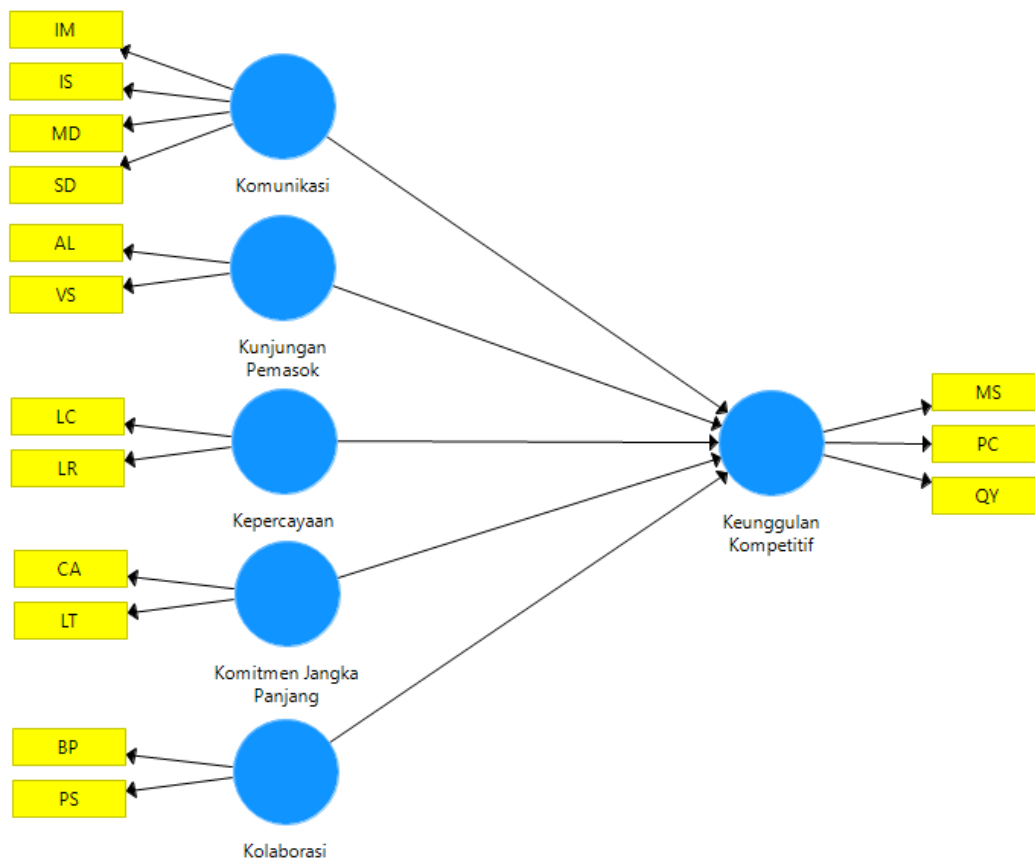 IM
IS
MD
SD
Komunikasi
AL
VS
Kunjungan
Pemasok
LC
LR
Kepercayaan
CA
LT
Komitmen Jangka
Panjang
BP
PS
Kolaborasi
MS
PC
QY
Keunggulan
Kompetitif